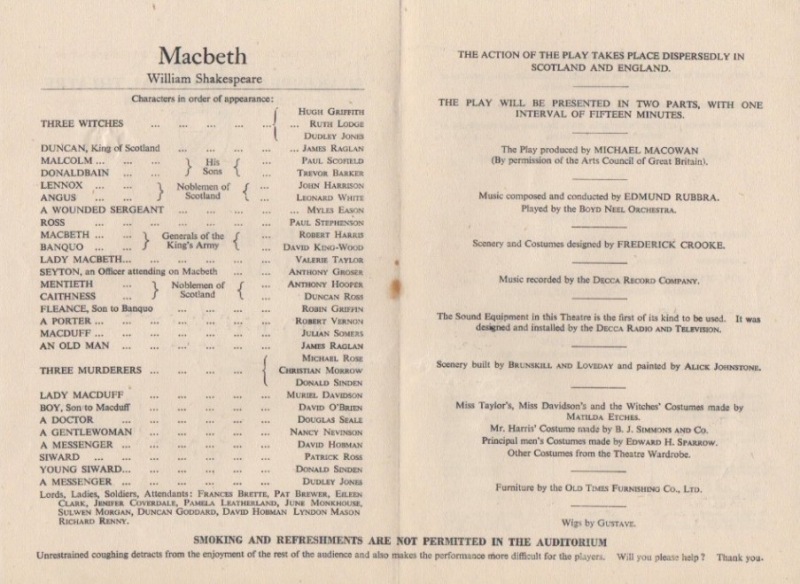 Macbeth
William Shakespeare
Characters in order of appearance:
THREE WITCHES ... ... ... ... ... { HUGH GRIFFITH
... RUTH LODGE
DUDLEY JONES
DUNCAN, King of Scotland ... ... ... ... JAMES RAGLAN
MALCOLM ... ... ... } His Sons { ... PAUL SCOFIELD
DONALDBAIN ... ... TREVOR BARKER
LENNOX ... ... } Noblemen of Scotland { ... JOHN HARRISON
ANGUS ... ... ... LEONARD WHITE
A WOUNDED SERGEANT ... ... ... ... ... MYLES EASON
ROSS ... ... ... ... ... ... PAUL STEPHENSON
MACBETH ... ... } Generals of the King's Army { ... ROBERT HARRIS
BANQUO ... ... ... DAVID KING-WOOD
LADY MACBETH... ... ... ... ... ... VALERIE TAYLOR
SEYTON, an Officer attending on Macbeth ... ... ANTHONY GROSER
MENTIETH ... } Noblemen of Scotland { ... ANTHONY HOOPER
CAITHNESS ... ... DUNCAN ROSS
FLEANCE, Son to Banquo ... ... ... ... ROBIN GRIFFIN
A PORTER ... ... ... ... ... ... ROBERT VERNON
MACDUFF ... ... ... ... ... ... JULIAN SOMERS
AN OLD MAN ... ... ... ... ... ... JAMES RAGLAN
THREE MURDERERS ... ... ... ... { MICHAEL ROSE
CHRISTIAN MORROW
DONALD SINDEN
LADY MACDUFF ... ... ... ... ... MURIEL DAVIDSON
BOY, Son to Macduff ... ... ... ... ... DAVID O'BRIEN
A DOCTOR ... ... ... ... ... DOUGLAS SEALE
A GENTLEWOMAN ... ... ... ... ... NANCY NEVINSON
A MESSENGER ... ... ... ... ... ... DAVID HOBMAN
SIWARD ... ... ... ... ... ... PATRICK ROSS
YOUNG SIWARD... ... ... ... ... ... DONALD SINDEN
A MESSENGER ... ... ... ... ... ... DUDLEY JONES
Lords, Ladies, Soldiers, Attendants: FRANCES BRETTE, PAT BREWER, EILEEN
CLARK, JENIFER COVERDALE, PAMELA LEATHERLAND, JUNE MONKHOUSE,
SULWEN MORGAN, DUNCAN GODDARD, DAVID HOBMAN LYNDON MASON
RICHARD RENNY.
THE ACTION OF THE PLAY TAKES PLACE DISPERSEDLY IN
SCOTLAND AND ENGLAND.
THE PLAY WILL BE PRESENTED IN TWO PARTS, WITH ONE
INTERVAL OF FIFTEEN MINUTES.
The Play produced by MICHAEL MACOWAN
(By permission of the Arts Council of Great Britain).
Music composed and conducted by EDMUND RUBBRA.
Played by the BOYD NEEL ORCHESTRA.
Scenery and Costumes designed by FREDERICK CROOKE.
Music recorded by the DECCA RECORD COMPANY.
The Sound Equipment in this Theatre is the first of its kind to be used. It was
designed and installed by the DECCA RADIO AND TELEVISION.
Scenery built by BRUNSKILL AND LOVEDAY and painted by ALICK JOHNSTONE.
Miss Taylor's, Miss Davidson's and the Witches' Costumes made by
MATILDA ETCHES.
Mr. Harris' Costume made by B. J. SIMMONS AND CO.
Principal men's Costumes made by EDWARD H. SPARROW.
Other Costumes from the Theatre Wardrobe.
Furniture by the OLD TIMES FURNISHING CO., LTD.
Wigs by GUSTAVE.
SMOKING AND REFRESHMENTS ARE NOT PERMITTED IN THE AUDITORIUM
Unrestrained coughing detracts from the enjoyment of the rest of the audience and also makes the performance more difficult for the players. Will you please help? Thank you.